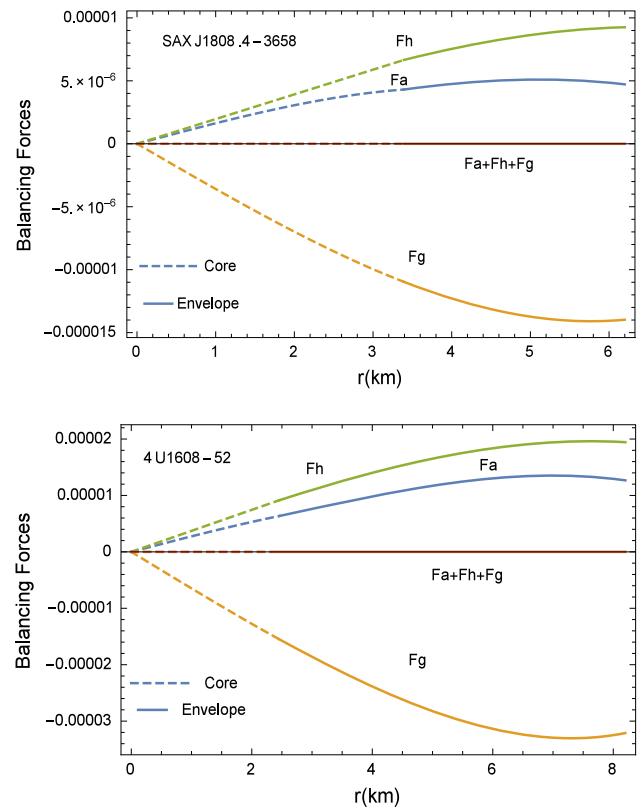 0.00001
SAX J1808.4-3658
Fh
5.×10⁻⁶
Fa
0
Fa+Fh+Fg
Balancing Forces
-5.×10⁻⁶
Fg
-0.00001
Core
Envelope
-0.000015
0 1 2 3 4 5 6
r(km)
0.00002
4U1608-52
Fh
Fa
0.00001
0
Fa+Fh+Fg
Balancing Forces
-0.00001
Fg
-0.00002
Core
Envelope
-0.00003
0 2 4 6 8
r(km)